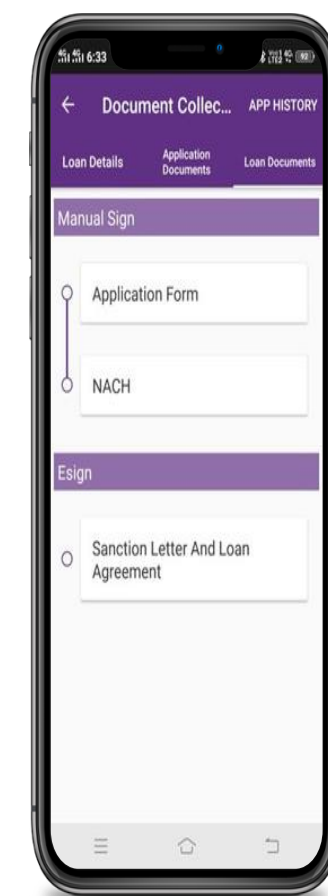 6:33
← Document Collec... APP HISTORY
Loan Details Application Documents Loan Documents
Manual Sign
Application Form
NACH
Esign
Sanction Letter And Loan
Agreement